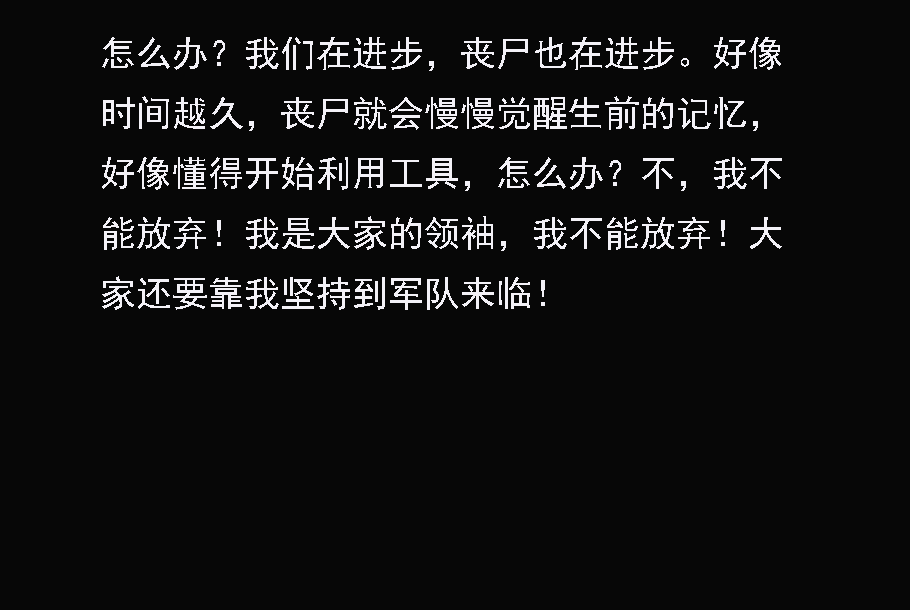 怎么办？我们在进步，丧尸也在进步。好像
时间越久，丧尸就会慢慢觉醒生前的记忆，
好像懂得开始利用工具，怎么办？不，我不
能放弃！我是大家的领袖，我不能放弃！大
家还要靠我坚持到军队来临！